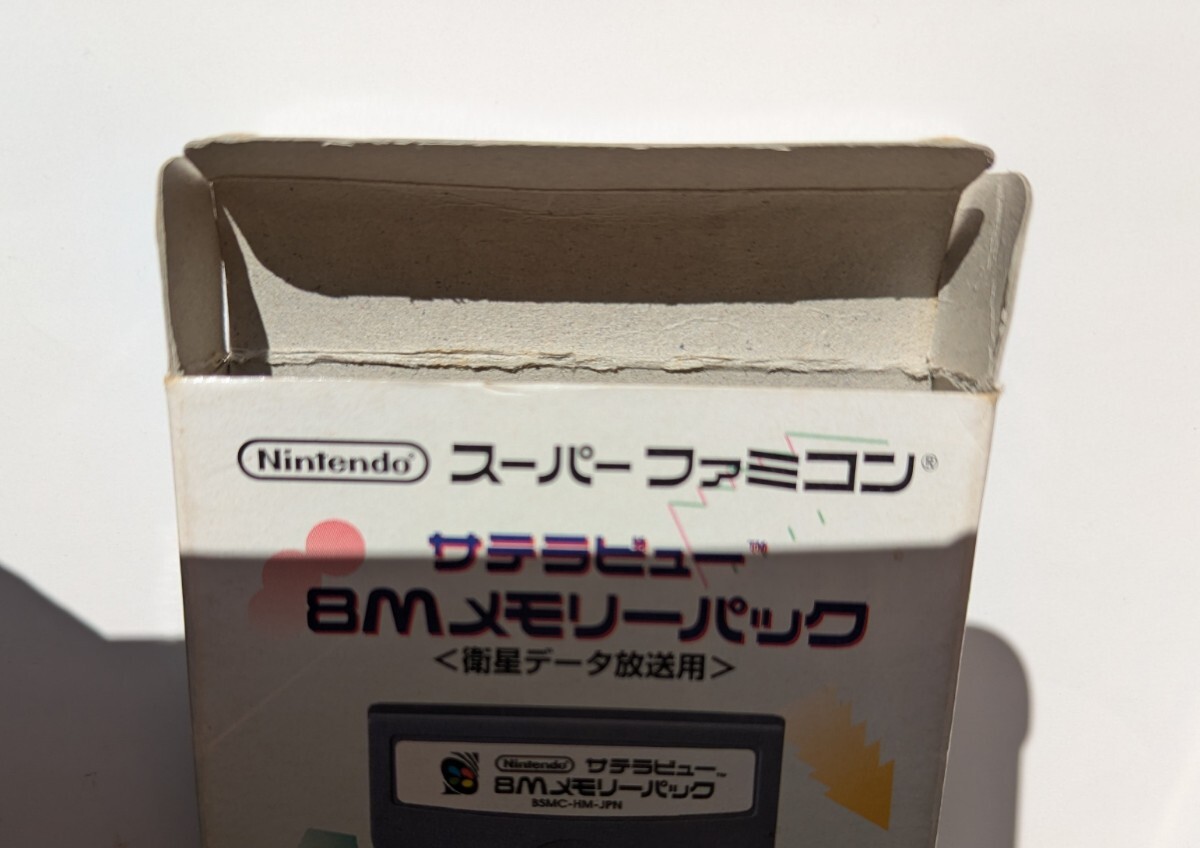 Nintendo® スーパーファミコン®
サテラビュー™
8Mメモリーパック
＜衛星データ放送用＞
Nintendo® サテラビュー™
8Mメモリーパック
BSMC-HM-JPN